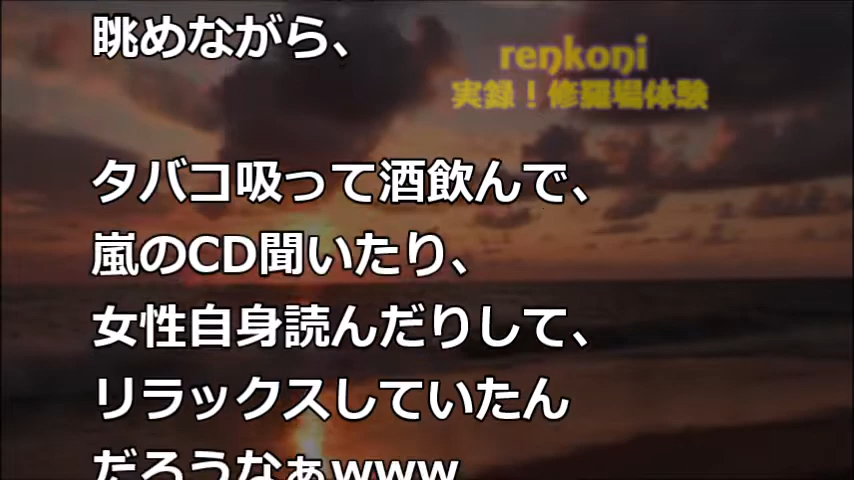 眺めながら、
renkoni
実録！修羅場体験
タバコ吸って酒飲んで、
嵐のCD聞いたり、
女性自身読んだりして、
リラックスしていたん
だろうなぁwww